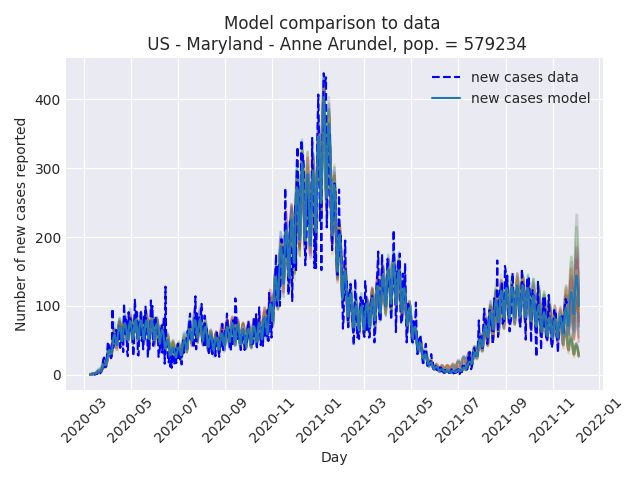 Model comparison to data
US - Maryland - Anne Arundel, pop. = 579234
new cases data
new cases model
Number of new cases reported
400
300
200
100
0
2020-03
2020-05
2020-07
2020-09
2020-11
2021-01
2021-03
2021-05
2021-07
2021-09
2021-11
2022-01
Day